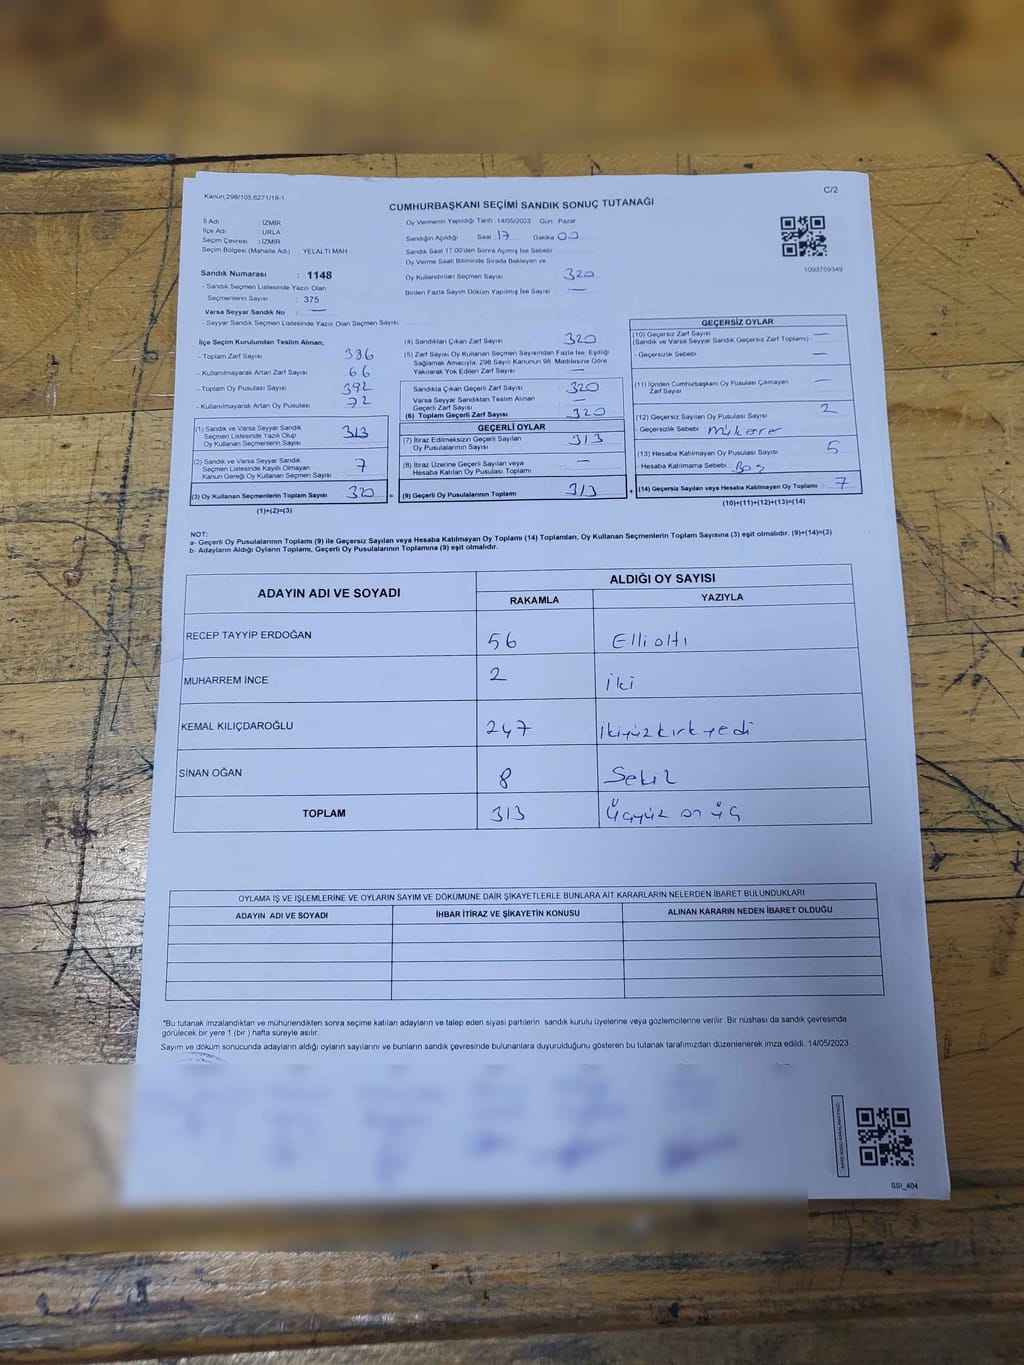 Kanun;298/105,6271/18-1
C/2
CUMHURBAŞKANI SEÇİMİ SANDIK SONUÇ TUTANAĞI
İl Adı : İZMİR
İlçe Adı : URLA
Seçim Çevresi : İZMİR
Seçim Bölgesi (Mahalle Adı) : YELALTI MAH
Sandık Numarası : 1148
- Sandık Seçmen Listesinde Yazılı Olan
Seçmenlerin Sayısı : 375
Varsa Seyyar Sandık No : —
- Seyyar Sandık Seçmen Listesinde Yazılı Olan Seçmen Sayısı
Oy Vermenin Yapıldığı Tarih :14/05/2023 Gün : Pazar
Sandığın Açıldığı Saat 17 Dakika 00
Sandık Saat 17:00'den Sonra Açılmış İse Sebebi
Oy Verme Saati Bitiminde Sırada Bekleyen ve
Oy Kullandırılan Seçmen Sayısı 320
Birden Fazla Sayım Döküm Yapılmış İse Sayısı —
1093759349
İlçe Seçim Kurulundan Teslim Alınan;
- Toplam Zarf Sayısı 386
- Kullanılmayarak Artan Zarf Sayısı 66
- Toplam Oy Pusulası Sayısı 392
- Kullanılmayarak Artan Oy Pusulası 72
(1) Sandık ve Varsa Seyyar Sandık
Seçmen Listesinde Yazılı Olup
Oy Kullanan Seçmenlerin Sayısı 313
(2) Sandık ve Varsa Seyyar Sandık
Seçmen Listesinde Kayıtlı Olmayan
Kanun Gereği Oy Kullanan Seçmen Sayısı 7
(3) Oy Kullanan Seçmenlerin Toplam Sayısı 320
(1)+(2)=(3)
(4) Sandıktan Çıkan Zarf Sayısı 320
(5) Zarf Sayısı Oy Kullanan Seçmen Sayısından Fazla İse, Eşitliği
Sağlamak Amacıyla, 298 Sayılı Kanunun 98. Maddesine Göre
Yakılarak Yok Edilen Zarf Sayısı —
Sandıkta Çıkan Geçerli Zarf Sayısı 320
Varsa Seyyar Sandıktan Teslim Alınan
Geçerli Zarf Sayısı —
(6) Toplam Geçerli Zarf Sayısı 320
GEÇERLİ OYLAR
(7) İtiraz Edilmeksizin Geçerli Sayılan
Oy Pusulalarının Sayısı 313
(8) İtiraz Üzerine Geçerli Sayılan veya
Hesaba Katılan Oy Pusulası Toplamı —
= (9) Geçerli Oy Pusulalarının Toplamı 313
GEÇERSİZ OYLAR
(10) Geçersiz Zarf Sayısı
(Sandık ve Varsa Seyyar Sandık Geçersiz Zarf Toplamı) —
- Geçersizlik Sebebi —
(11) İçinden Cumhurbaşkanı Oy Pusulası Çıkmayan
Zarf Sayısı —
(12) Geçersiz Sayılan Oy Pusulası Sayısı 2
- Geçersizlik Sebebi Mükerer
(13) Hesaba Katılmayan Oy Pusulası Sayısı 5
- Hesaba Katılmama Sebebi Boş
+ (14) Geçersiz Sayılan veya Hesaba Katılmayan Oy Toplamı 7
(10)+(11)+(12)+(13)=(14)
NOT:
a- Geçerli Oy Pusulalarının Toplamı (9) ile Geçersiz Sayılan veya Hesaba Katılmayan Oy Toplamı (14) Toplamları, Oy Kullanan Seçmenlerin Toplam Sayısına (3) eşit olmalıdır. (9)+(14)=(3)
b- Adayların Aldığı Oyların Toplamı, Geçerli Oy Pusulalarının Toplamına (9) eşit olmalıdır.
ADAYIN ADI VE SOYADI
ALDIĞI OY SAYISI
RAKAMLA YAZIYLA
RECEP TAYYİP ERDOĞAN 56 Elli altı
MUHARREM İNCE 2 iki
KEMAL KILIÇDAROĞLU 247 ikiyüz kırk yedi
SİNAN OĞAN 8 Sekiz
TOPLAM 313 Üçyüz on üç
OYLAMA İŞ VE İŞLEMLERİNE VE OYLARIN SAYIM VE DÖKÜMÜNE DAİR ŞİKAYETLERLE BUNLARA AİT KARARLARIN NELERDEN İBARET BULUNDUKLARI
ADAYIN ADI VE SOYADI İHBAR İTİRAZ VE ŞİKAYETİN KONUSU ALINAN KARARIN NEDEN İBARET OLDUĞU
*Bu tutanak imzalandıktan ve mühürlendikten sonra seçime katılan adayların ve talep eden siyasi partilerin sandık kurulu üyelerine veya gözlemcilerine verilir. Bir nüshası da sandık çevresinde
görülecek bir yere 1 (bir ) hafta süreyle asılır.
Sayım ve döküm sonucunda adayların aldığı oyların sayılarını ve bunların sandık çevresinde bulunanlara duyurulduğunu gösteren bu tutanak tarafımızdan düzenlenerek imza edildi. 14/05/2023
SSI_404